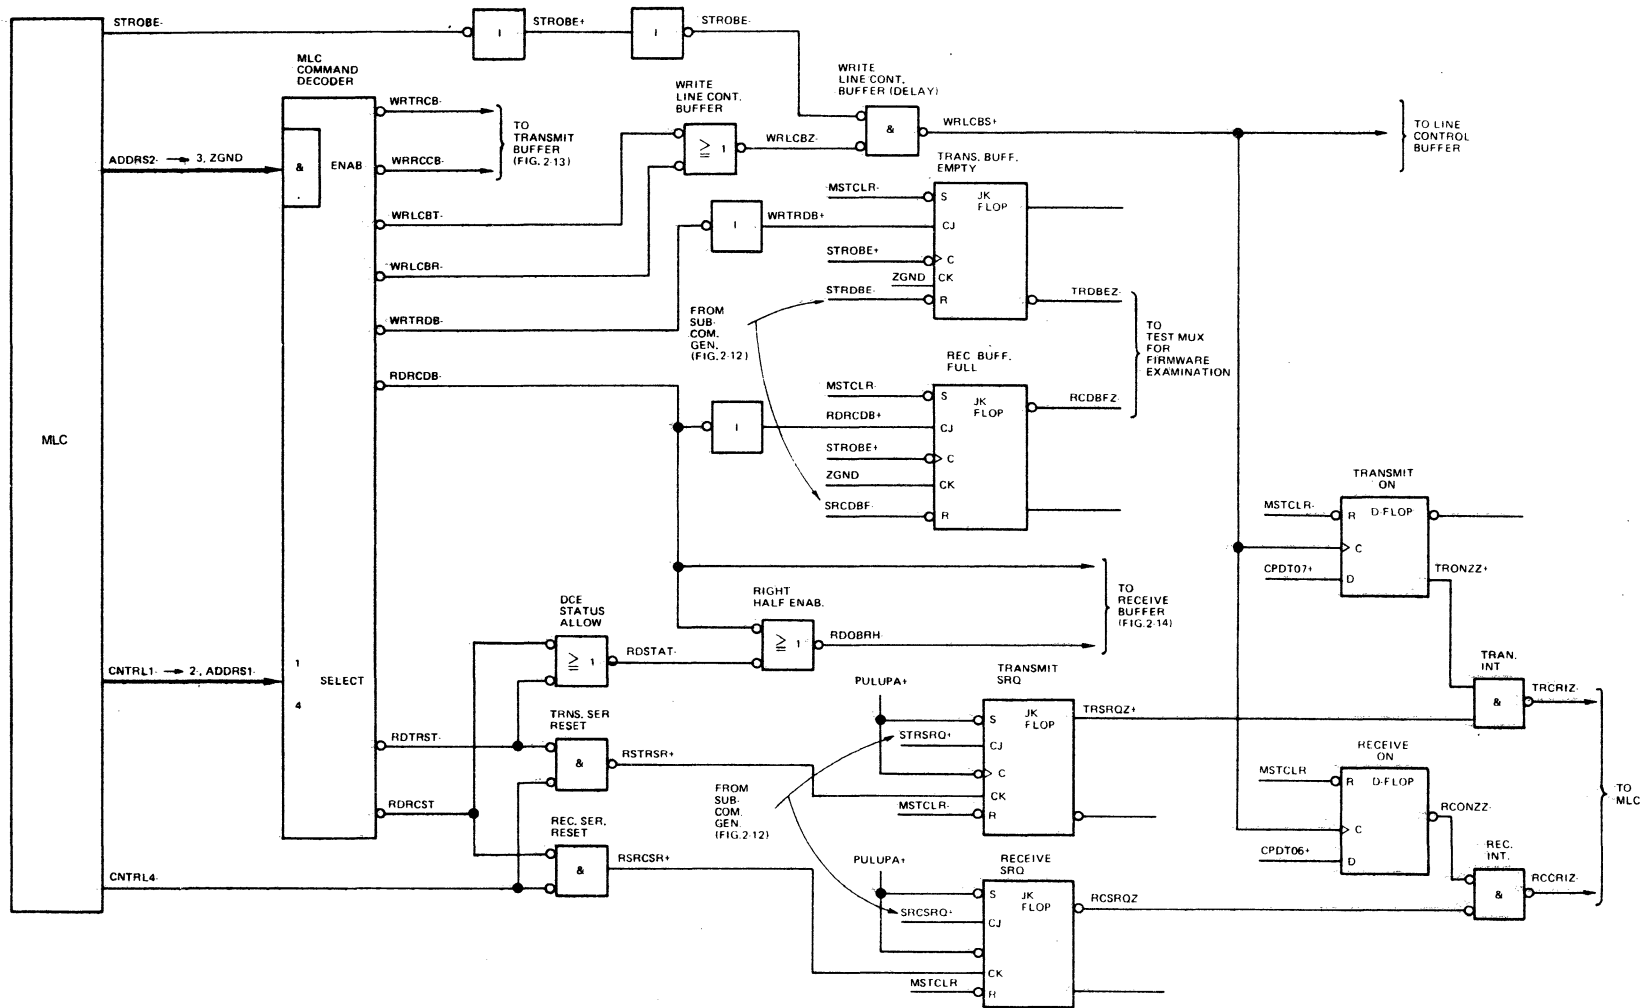 STROBE-
I
STROBE+
I
STROBE-
MLC
COMMAND
DECODER
WRITE
LINE CONT.
BUFFER
WRITE
LINE CONT.
BUFFER (DELAY)
WRTRCB-
WRRCCB-
TO
TRANSMIT
BUFFER
(FIG. 2-13)
ADDRS2- → 3, ZGND
&
ENAB
≥ 1
WRLCBZ-
&
WRLCBS+
TO LINE
CONTROL
BUFFER
WRLCBT-
WRLCBR-
WRTRDB-
RDRCDB-
I
WRTRDB+
TRANS. BUFF.
EMPTY
MSTCLR-
S
JK
FLOP
CJ
STROBE+
C
ZGND
CK
STRDBE-
R
TRDBEZ-
FROM
SUB-
COM.
GEN.
(FIG. 2-12)
TO
TEST MUX
FOR
FIRMWARE
EXAMINATION
REC BUFF.
FULL
MSTCLR-
S
JK
FLOP
RCDBFZ-
I
RDRCDB+
CJ
STROBE+
C
ZGND
CK
SRCDBF-
R
MLC
TRANSMIT
ON
MSTCLR-
R
D-FLOP
C
CPDT07+
D
TRONZZ+
DCE
STATUS
ALLOW
≥ 1
RDSTAT-
RIGHT
HALF ENAB.
≥ 1
RDOBRH-
TO
RECEIVE
BUFFER
(FIG. 2-14)
CNTRL1- → 2-, ADDRS1-
1
SELECT
4
TRANSMIT
SRQ
PULUPA+
S
JK
FLOP
TRSRQZ+
STRSRQ+
CJ
C
CK
MSTCLR-
R
TRAN.
INT
&
TRCRIZ-
RDTRST-
TRNS. SER
RESET
&
RSTRSR+
RECEIVE
ON
MSTCLR
R
D-FLOP
RCONZZ-
C
CPDT06+
D
TO
MLC
FROM
SUB-
COM.
GEN.
(FIG. 2-12)
RDRCST
REC. SER.
RESET
&
RSRCSR+
CNTRL4-
PULUPA+
RECEIVE
SRQ
S
JK
FLOP
RCSRQZ
SRCSRQ+
CJ
CK
MSTCLR
R
REC.
INT.
&
RCCRIZ-